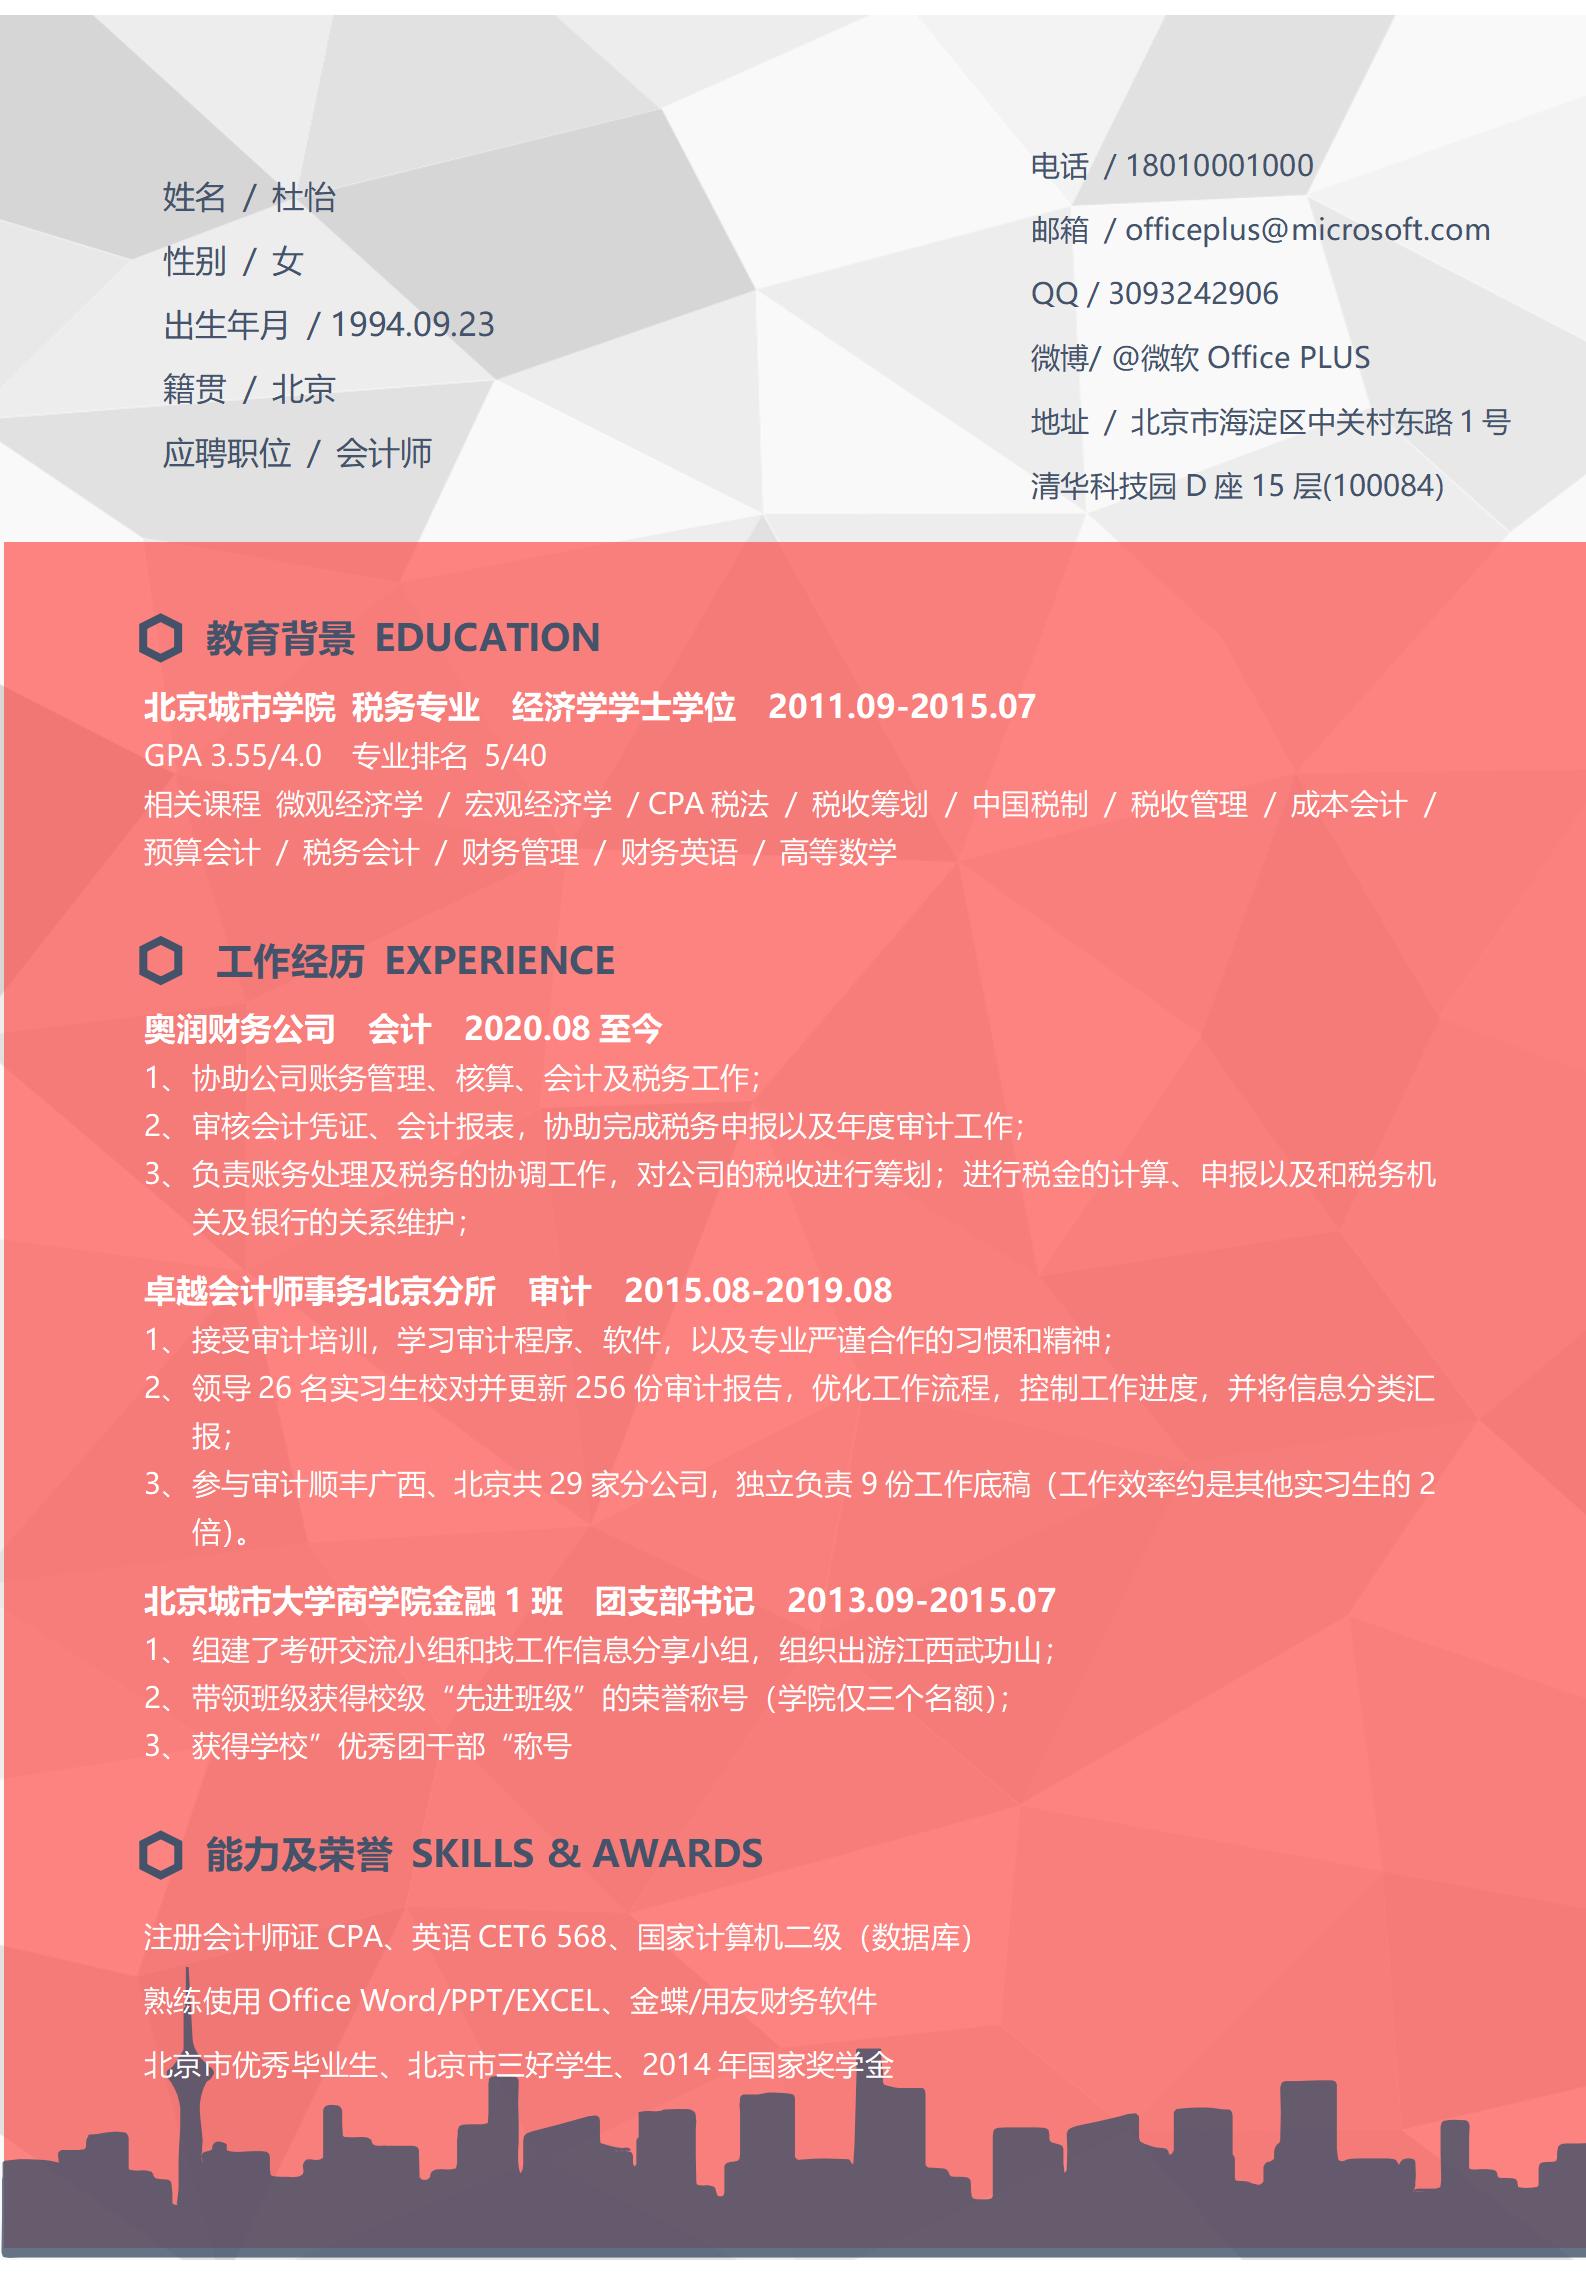 姓名 / 杜怡
性别 / 女
出生年月 / 1994.09.23
籍贯 / 北京
应聘职位 / 会计师
电话 / 18010001000
邮箱 / officeplus@microsoft.com
QQ / 3093242906
微博/ @微软 Office PLUS
地址 / 北京市海淀区中关村东路 1 号
清华科技园 D 座 15 层(100084)
教育背景 EDUCATION
北京城市学院 税务专业 经济学学士学位 2011.09-2015.07
GPA 3.55/4.0 专业排名 5/40
相关课程 微观经济学 / 宏观经济学 / CPA 税法 / 税收筹划 / 中国税制 / 税收管理 / 成本会计 /
预算会计 / 税务会计 / 财务管理 / 财务英语 / 高等数学
工作经历 EXPERIENCE
奥润财务公司 会计 2020.08 至今
1、协助公司账务管理、核算、会计及税务工作；
2、审核会计凭证、会计报表，协助完成税务申报以及年度审计工作；
3、负责账务处理及税务的协调工作，对公司的税收进行筹划；进行税金的计算、申报以及和税务机
关及银行的关系维护；
卓越会计师事务北京分所 审计 2015.08-2019.08
1、接受审计培训，学习审计程序、软件，以及专业严谨合作的习惯和精神；
2、领导 26 名实习生校对并更新 256 份审计报告，优化工作流程，控制工作进度，并将信息分类汇
报；
3、参与审计顺丰广西、北京共 29 家分公司，独立负责 9 份工作底稿（工作效率约是其他实习生的 2
倍）。
北京城市大学商学院金融 1 班 团支部书记 2013.09-2015.07
1、组建了考研交流小组和找工作信息分享小组，组织出游江西武功山；
2、带领班级获得校级“先进班级”的荣誉称号（学院仅三个名额）；
3、获得学校”优秀团干部“称号
能力及荣誉 SKILLS & AWARDS
注册会计师证 CPA、英语 CET6 568、国家计算机二级（数据库）
熟练使用 Office Word/PPT/EXCEL、金蝶/用友财务软件
北京市优秀毕业生、北京市三好学生、2014 年国家奖学金